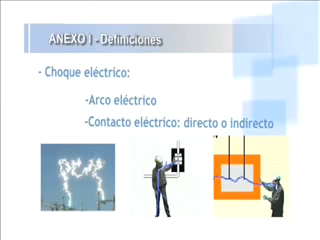 ANEXO I - Definiciones
- Choque eléctrico:
-Arco eléctrico
-Contacto eléctrico: directo o indirecto